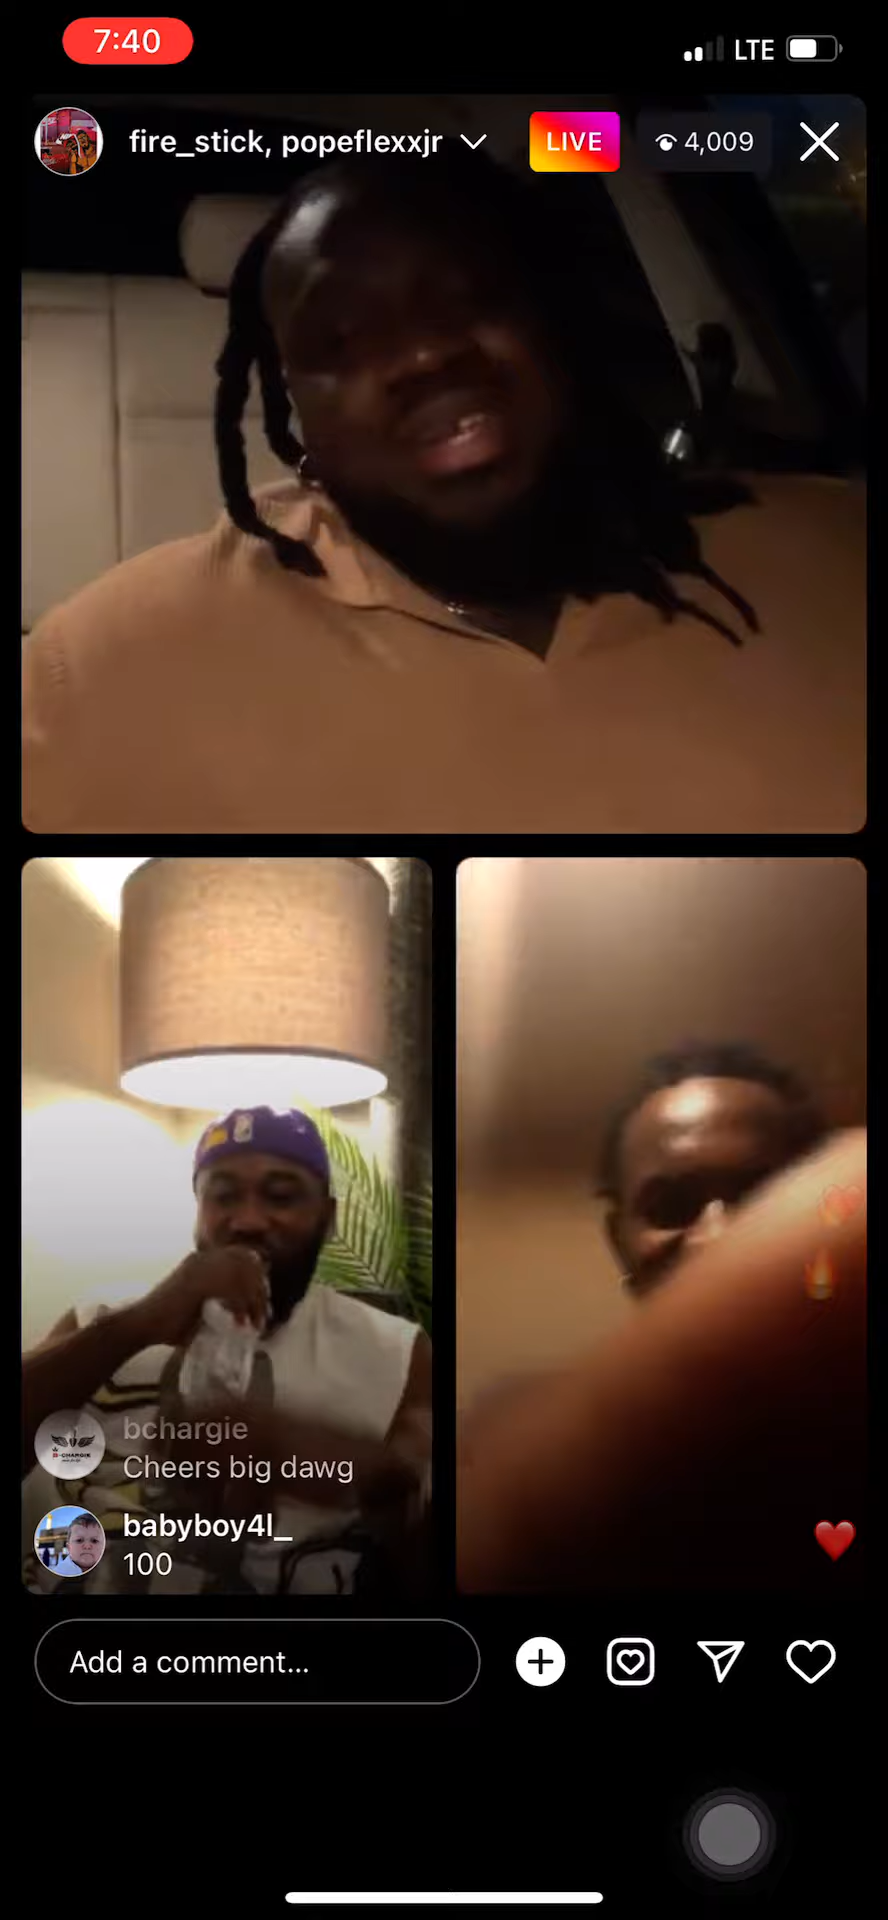 7:40
LTE
fire_stick, popeflexxjr
LIVE
4,009
bchargie
Cheers big dawg
babyboy4l_
100
Add a comment...